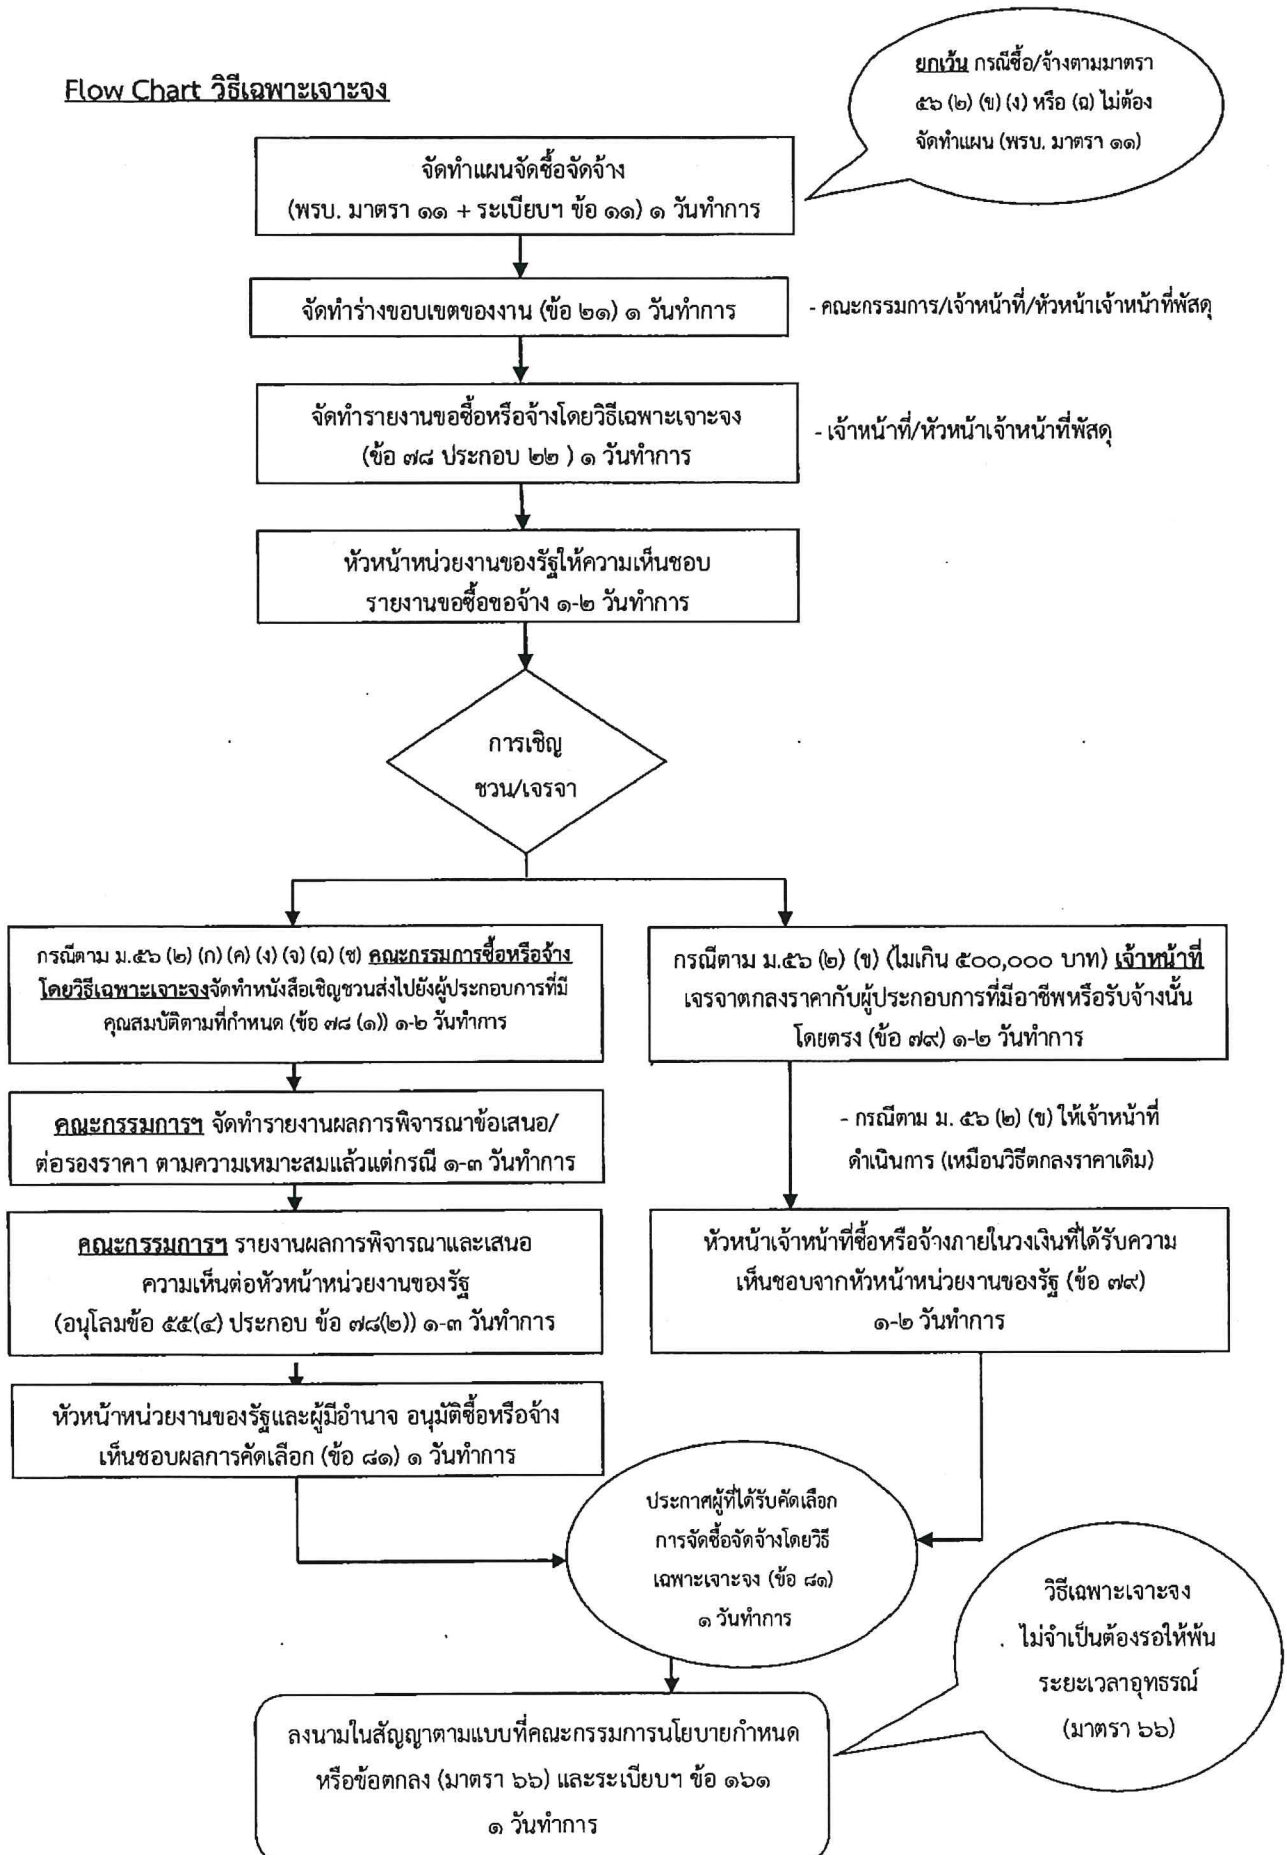 Flow Chart วิธีเฉพาะเจาะจง
ยกเว้น กรณีซื้อ/จ้างตามมาตรา
๕๖ (๒) (ข) (ง) หรือ (ฉ) ไม่ต้อง
จัดทำแผน (พรบ. มาตรา ๑๑)
จัดทำแผนจัดซื้อจัดจ้าง
(พรบ. มาตรา ๑๑ + ระเบียบฯ ข้อ ๑๑) ๑ วันทำการ
จัดทำร่างขอบเขตของงาน (ข้อ ๒๑) ๑ วันทำการ
- คณะกรรมการ/เจ้าหน้าที่/หัวหน้าเจ้าหน้าที่พัสดุ
จัดทำรายงานขอซื้อหรือจ้างโดยวิธีเฉพาะเจาะจง
(ข้อ ๗๘ ประกอบ ๒๒ ) ๑ วันทำการ
- เจ้าหน้าที่/หัวหน้าเจ้าหน้าที่พัสดุ
หัวหน้าหน่วยงานของรัฐให้ความเห็นชอบ
รายงานขอซื้อขอจ้าง ๑-๒ วันทำการ
การเชิญ
ชวน/เจรจา
กรณีตาม ม.๕๖ (๒) (ก) (ค) (ง) (จ) (ฉ) (ช) คณะกรรมการซื้อหรือจ้าง
โดยวิธีเฉพาะเจาะจงจัดทำหนังสือเชิญชวนส่งไปยังผู้ประกอบการที่มี
คุณสมบัติตามที่กำหนด (ข้อ ๗๘ (๑)) ๑-๒ วันทำการ
กรณีตาม ม.๕๖ (๒) (ข) (ไม่เกิน ๕๐๐,๐๐๐ บาท) เจ้าหน้าที่
เจรจาตกลงราคากับผู้ประกอบการที่มีอาชีพหรือรับจ้างนั้น
โดยตรง (ข้อ ๗๙) ๑-๒ วันทำการ
คณะกรรมการฯ จัดทำรายงานผลการพิจารณาข้อเสนอ/
ต่อรองราคา ตามความเหมาะสมแล้วแต่กรณี ๑-๓ วันทำการ
- กรณีตาม ม. ๕๖ (๒) (ข) ให้เจ้าหน้าที่
ดำเนินการ (เหมือนวิธีตกลงราคาเดิม)
คณะกรรมการฯ รายงานผลการพิจารณาและเสนอ
ความเห็นต่อหัวหน้าหน่วยงานของรัฐ
(อนุโลมข้อ ๕๕(๔) ประกอบ ข้อ ๗๘(๒)) ๑-๓ วันทำการ
หัวหน้าเจ้าหน้าที่ซื้อหรือจ้างภายในวงเงินที่ได้รับความ
เห็นชอบจากหัวหน้าหน่วยงานของรัฐ (ข้อ ๗๙)
๑-๒ วันทำการ
หัวหน้าหน่วยงานของรัฐและผู้มีอำนาจ อนุมัติซื้อหรือจ้าง
เห็นชอบผลการคัดเลือก (ข้อ ๘๑) ๑ วันทำการ
ประกาศผู้ที่ได้รับคัดเลือก
การจัดซื้อจัดจ้างโดยวิธี
เฉพาะเจาะจง (ข้อ ๘๑)
๑ วันทำการ
วิธีเฉพาะเจาะจง
ไม่จำเป็นต้องรอให้พ้น
ระยะเวลาอุทธรณ์
(มาตรา ๖๖)
ลงนามในสัญญาตามแบบที่คณะกรรมการนโยบายกำหนด
หรือข้อตกลง (มาตรา ๖๖) และระเบียบฯ ข้อ ๑๖๑
๑ วันทำการ